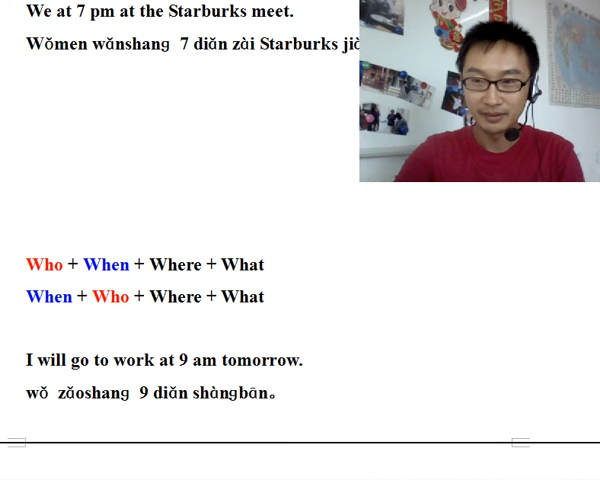 We at 7 pm at the Starburks meet.
Wǒmen wǎnshang 7 diǎn zài Starburks
Who + When + Where + What
When + Who + Where + What
I will go to work at 9 am tomorrow.
wǒ zǎoshang 9 diǎn shàngbān。